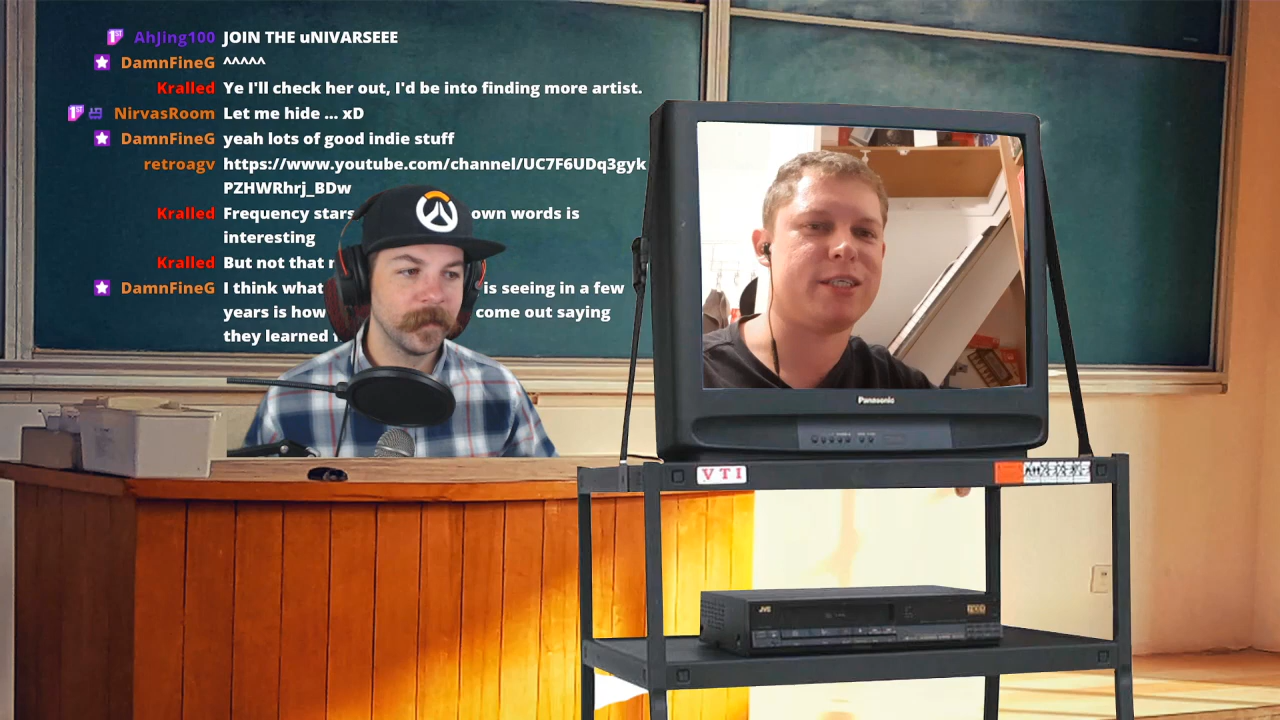 AhJing100 JOIN THE uNIVARSEEE
DamnFineG ^^^^^
Kralled Ye I'll check her out, I'd be into finding more artist.
NirvasRoom Let me hide ... xD
DamnFineG yeah lots of good indie stuff
retroagv https://www.youtube.com/channel/UC7F6UDq3gyk
PZHWRhrj_BDw
Kralled Frequency stars own words is
interesting
Kralled But not that
DamnFineG I think what is seeing in a few
years is how come out saying
they learned
Panasonic
VTI
JVC